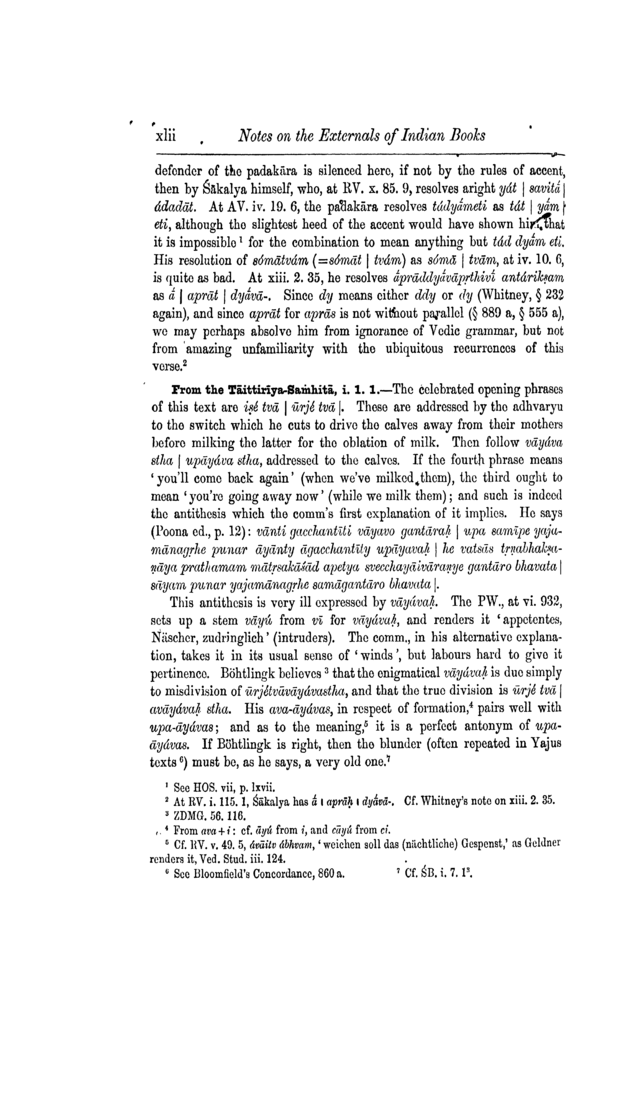 xlii Notes on the Externals of Indian Books
defender of the padakāra is silenced here, if not by the rules of accent,
then by Śākalya himself, who, at RV. x. 85. 9, resolves aright yát | savitā́ |
ádadāt. At AV. iv. 19. 6, the padakāra resolves tádyā́meti as tát | yā́m |
eti, although the slightest heed of the accent would have shown him that
it is impossible ¹ for the combination to mean anything but tád dyā́m eti.
His resolution of sómātvám (=sómāt | tvám) as sómā | tvām, at iv. 10. 6,
is quite as bad. At xiii. 2. 35, he resolves ā́prāddyā́vāpṛthivī́ antárikṣam
as ā́ | aprāt | dyā́vā-. Since dy means either ddy or dy (Whitney, § 232
again), and since aprāt for aprās is not without parallel (§ 889 a, § 555 a),
we may perhaps absolve him from ignorance of Vedic grammar, but not
from amazing unfamiliarity with the ubiquitous recurrences of this
verse.²
From the Tāittirīya-Saṁhitā, i. 1. 1.—The celebrated opening phrases
of this text are iṣé tvā | ūrjé tvā |. These are addressed by the adhvaryu
to the switch which he cuts to drive the calves away from their mothers
before milking the latter for the oblation of milk. Then follow vāyáva
stha | upāyáva stha, addressed to the calves. If the fourth phrase means
‘you’ll come back again’ (when we’ve milked them), the third ought to
mean ‘you’re going away now’ (while we milk them); and such is indeed
the antithesis which the comm’s first explanation of it implies. He says
(Poona ed., p. 12): vānti gacchantīti vāyavo gantāraḥ | upa samīpe yaja-
mānagṛhe punar āyānty āgacchantīty upāyavaḥ | he vatsās tṛṇabhakṣa-
ṇāya prathamam mātṛsakāśād apetya svecchayāivāraṇye gantāro bhavata |
sāyam punar yajamānagṛhe samāgantāro bhavata |.
This antithesis is very ill expressed by vāyávaḥ. The PW., at vi. 932,
sets up a stem vāyú from vī for vāyávaḥ, and renders it ‘appetentes,
Näscher, zudringlich’ (intruders). The comm., in his alternative explana-
tion, takes it in its usual sense of ‘winds’, but labours hard to give it
pertinence. Böhtlingk believes ³ that the enigmatical vāyávaḥ is due simply
to misdivision of ūrjétvāvāyávastha, and that the true division is ūrjé tvā |
avāyávaḥ stha. His ava-āyávas, in respect of formation,⁴ pairs well with
upa-āyávas; and as to the meaning,⁵ it is a perfect antonym of upa-
āyávas. If Böhtlingk is right, then the blunder (often repeated in Yajus
texts ⁶) must be, as he says, a very old one.⁷
¹ See HOS. vii, p. lxvii.
² At RV. i. 115. 1, Śākalya has ā́ | aprāḥ | dyā́vā-. Cf. Whitney’s note on xiii. 2. 35.
³ ZDMG. 56. 116.
⁴ From ava + i: cf. āyú from i, and cāyú from ci.
⁵ Cf. RV. v. 49. 5, ávāitv ábhvam, ‘weichen soll das (nächtliche) Gespenst,’ as Geldner
renders it, Ved. Stud. iii. 124.
⁶ See Bloomfield’s Concordance, 860 a. ⁷ Cf. ŚB. i. 7. 1³.